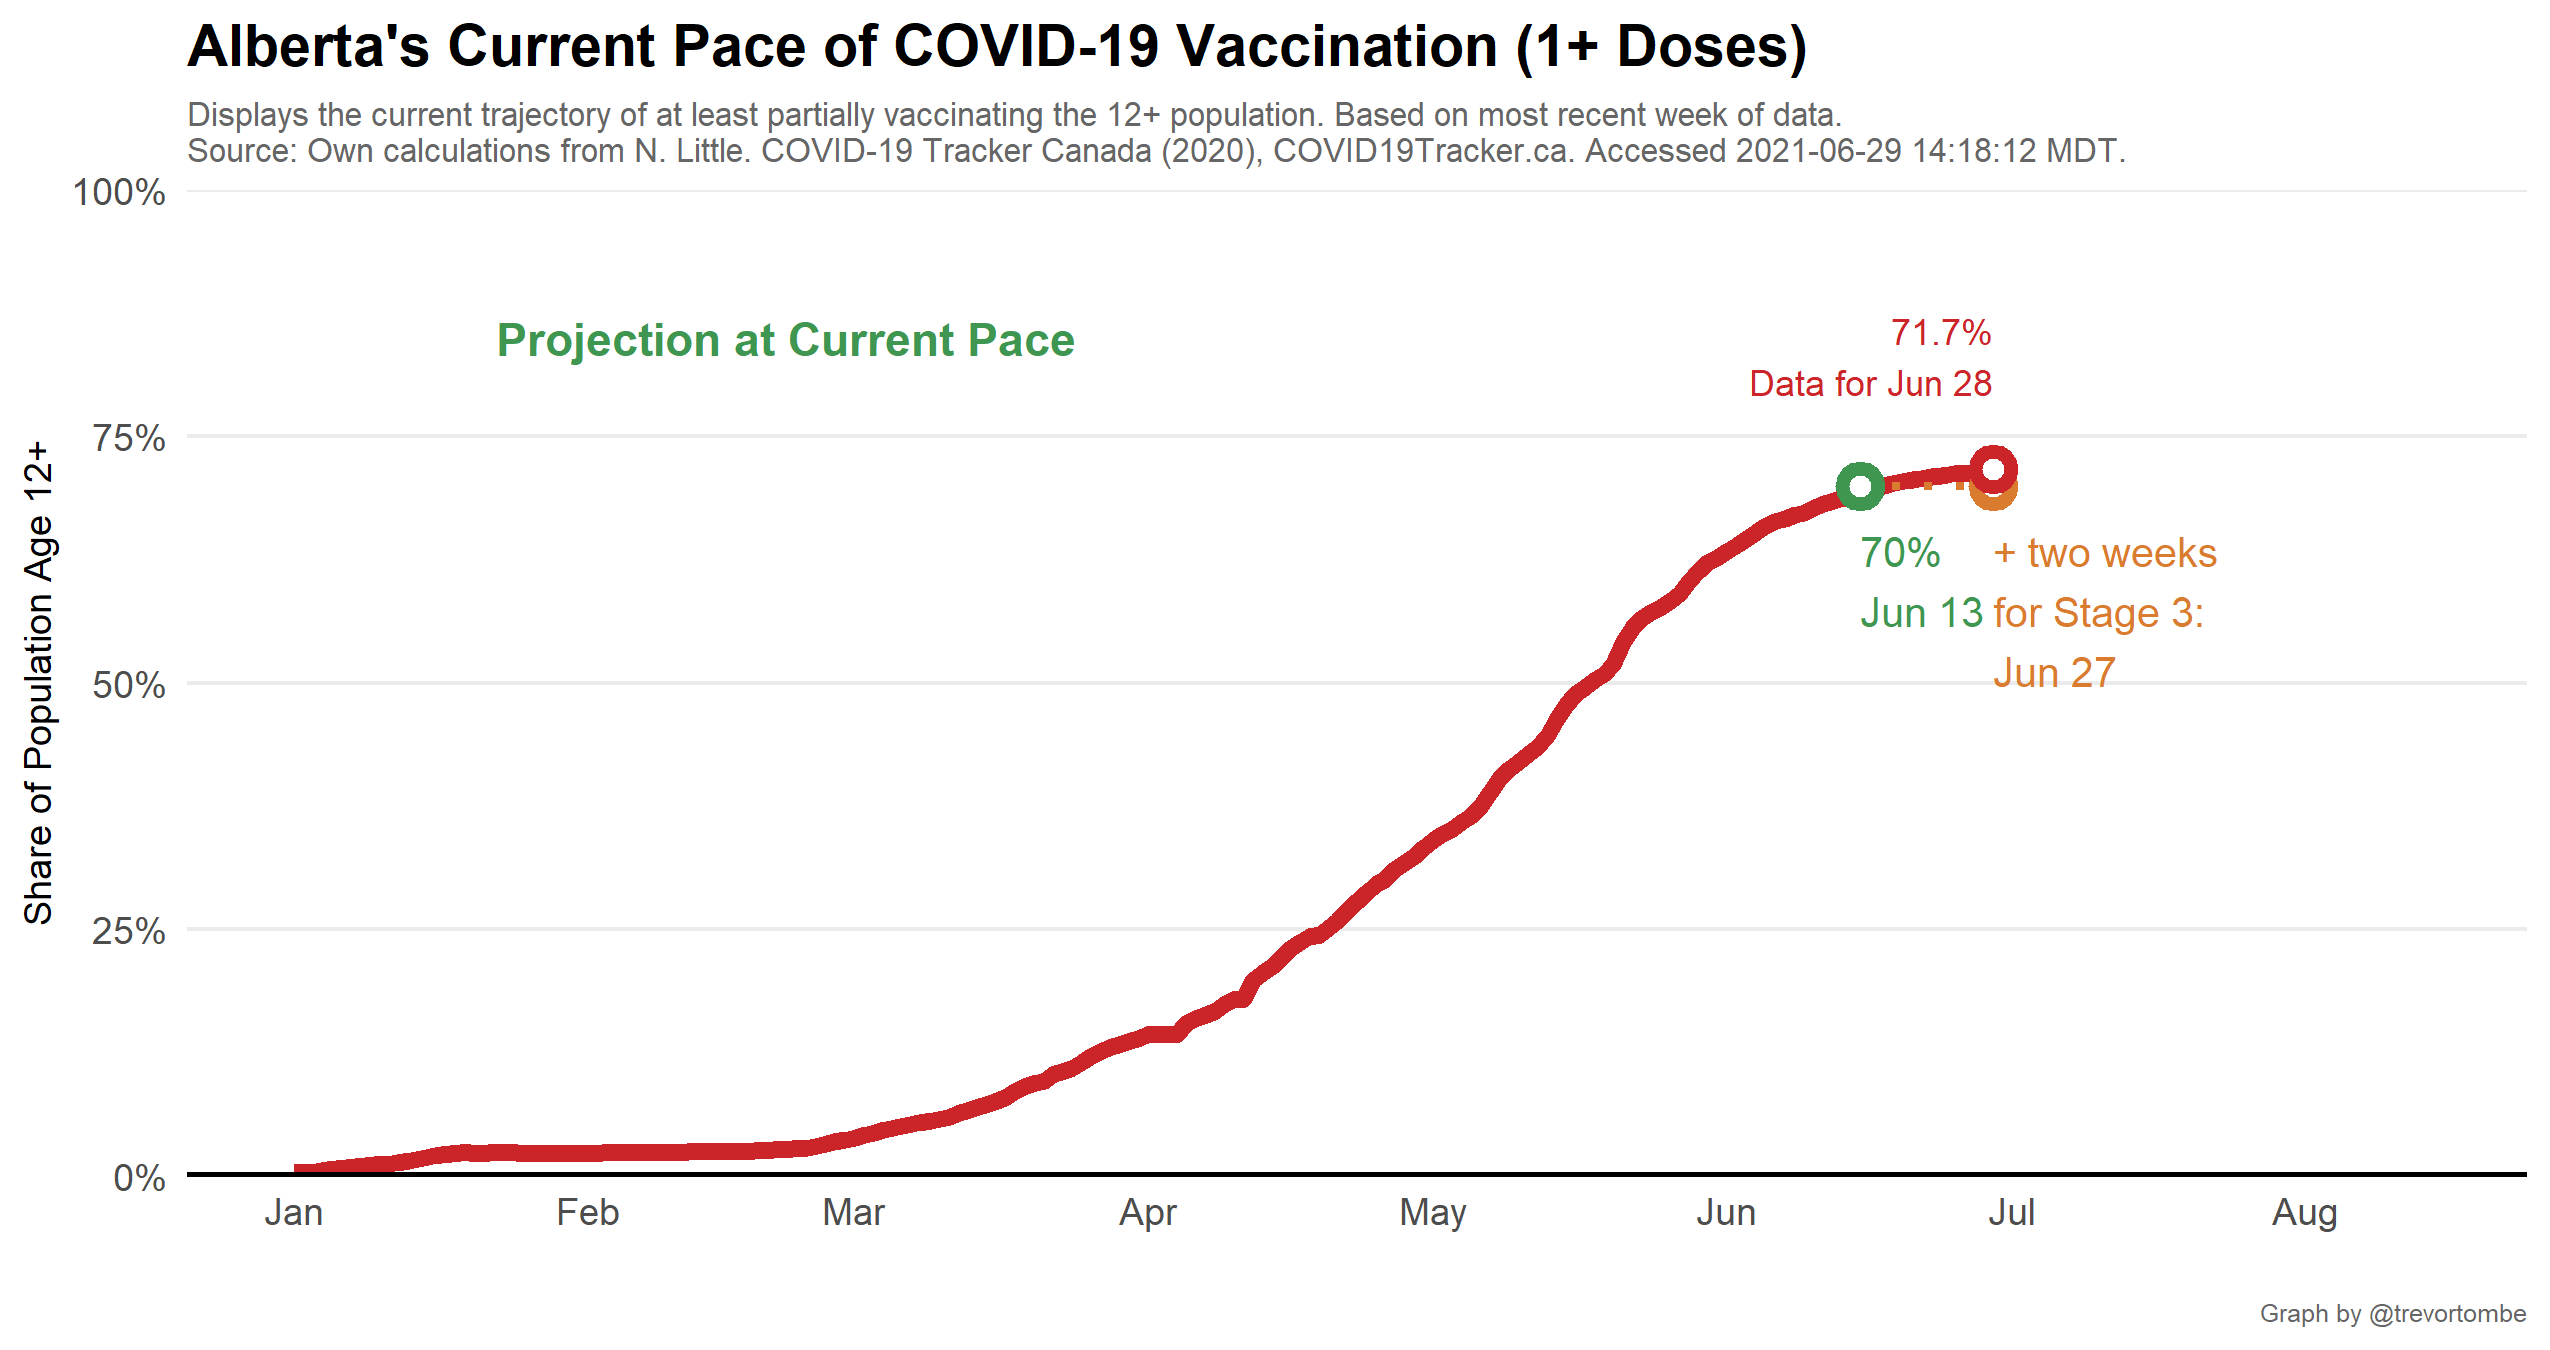 Alberta's Current Pace of COVID-19 Vaccination (1+ Doses)
Displays the current trajectory of at least partially vaccinating the 12+ population. Based on most recent week of data.
Source: Own calculations from N. Little. COVID-19 Tracker Canada (2020), COVID19Tracker.ca. Accessed 2021-06-29 14:18:12 MDT.
100%
75%
50%
25%
0%
Share of Population Age 12+
Projection at Current Pace
71.7%
Data for Jun 28
70%
Jun 13
+ two weeks
for Stage 3:
Jun 27
Jan
Feb
Mar
Apr
May
Jun
Jul
Aug
Graph by @trevortombe